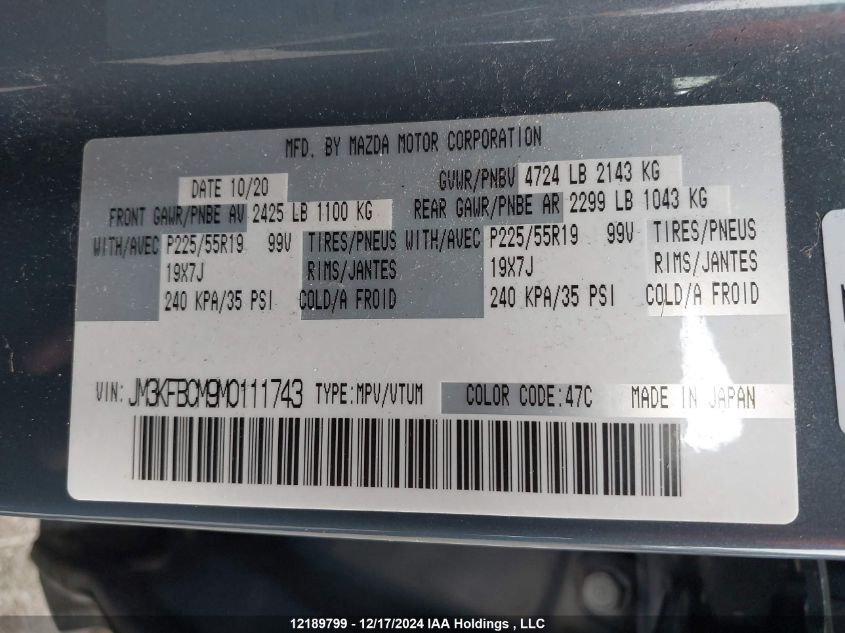 MFD. BY MAZDA MOTOR CORPORATION
DATE 10/20 GVWR/PNBV 4724 LB 2143 KG
FRONT GAWR/PNBE AV 2425 LB 1100 KG REAR GAWR/PNBE AR 2299 LB 1043 KG
WITH/AVEC P225/55R19 99V TIRES/PNEUS WITH/AVEC P225/55R19 99V TIRES/PNEUS
19X7J RIMS/JANTES 19X7J RIMS/JANTES
240 KPA/35 PSI COLD/A FROID 240 KPA/35 PSI COLD/A FROID
VIN: JM3KFBCM9M0111743 TYPE:MPV/VTUM COLOR CODE:47C MADE IN JAPAN
12189799 - 12/17/2024 IAA Holdings , LLC